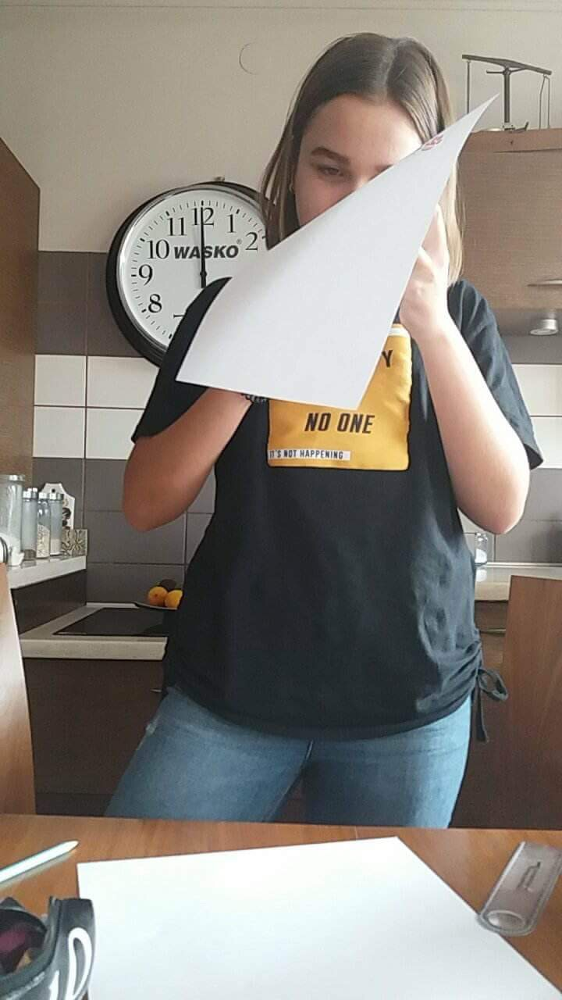 12
11 1
10 WASKO® 2
9
8
Y
NO ONE
IT'S NOT HAPPENING